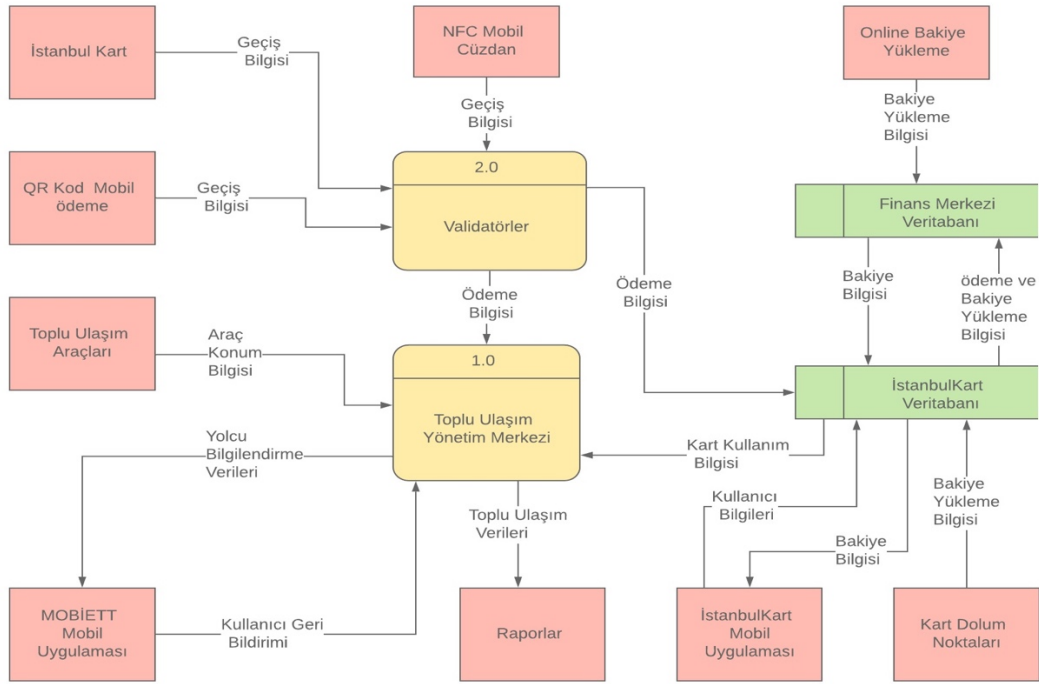 İstanbul Kart
Geçiş
Bilgisi
NFC Mobil
Cüzdan
Online Bakiye
Yükleme
Geçiş
Bilgisi
Bakiye
Yükleme
Bilgisi
QR Kod Mobil
ödeme
Geçiş
Bilgisi
2.0
Validatörler
Finans Merkezi
Veritabanı
Ödeme
Bilgisi
Ödeme
Bilgisi
Bakiye
Bilgisi
ödeme ve
Bakiye
Yükleme
Bilgisi
Toplu Ulaşım
Araçları
Araç
Konum
Bilgisi
1.0
Toplu Ulaşım
Yönetim Merkezi
İstanbulKart
Veritabanı
Yolcu
Bilgilendirme
Verileri
Kart Kullanım
Bilgisi
Toplu Ulaşım
Verileri
Kullanıcı
Bilgileri
Bakiye
Bilgisi
Bakiye
Yükleme
Bilgisi
MOBİETT
Mobil
Uygulaması
Kullanıcı Geri
Bildirimi
Raporlar
İstanbulKart
Mobil
Uygulaması
Kart Dolum
Noktaları